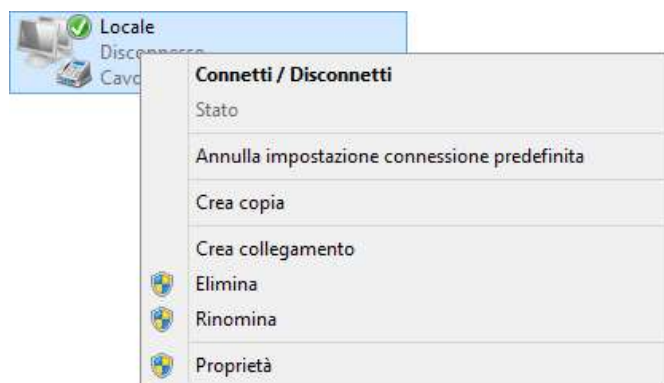 Locale
Connetti / Disconnetti
Stato
Annulla impostazione connessione predefinita
Crea copia
Crea collegamento
Elimina
Rinomina
Proprietà